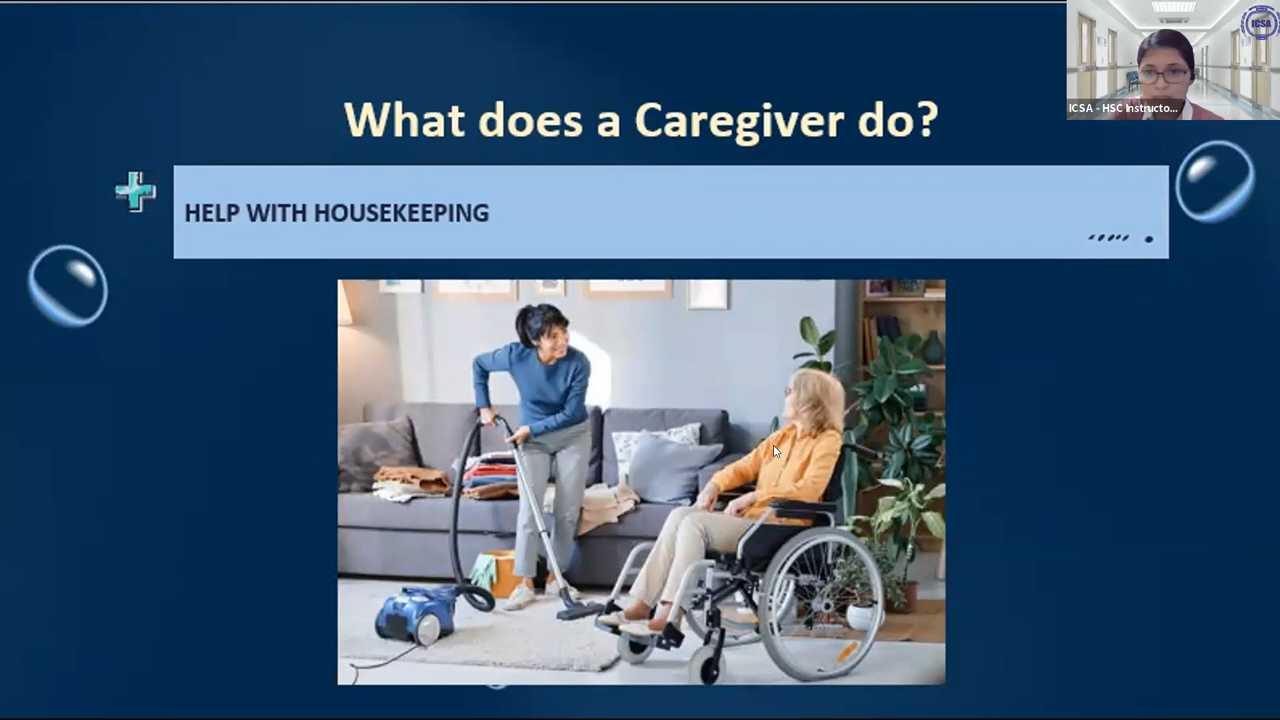 What does a Caregiver do?
HELP WITH HOUSEKEEPING
ICSA
ICSA - HSC Instructo...